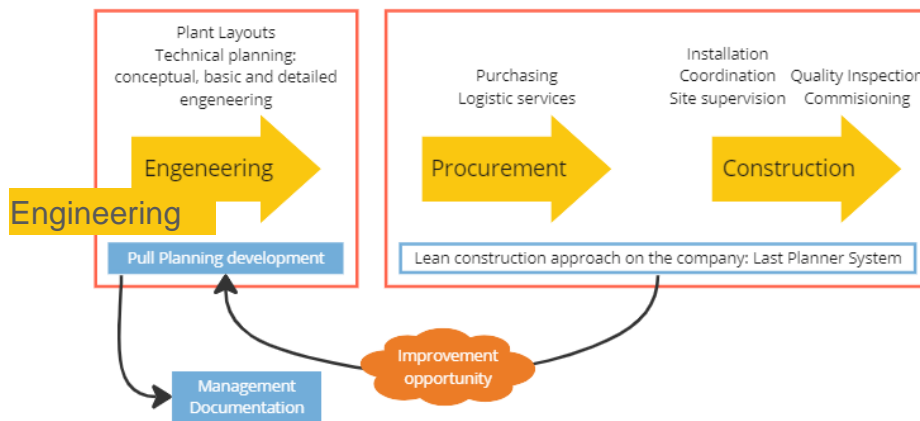 Plant Layouts
Technical planning:
conceptual, basic and detailed
engeneering
Engeneering
Engineering
Pull Planning development
Purchasing
Logistic services
Procurement
Installation
Coordination
Site supervision
Quality Inspection
Commisioning
Construction
Lean construction approach on the company: Last Planner System
Improvement
opportunity
Management
Documentation